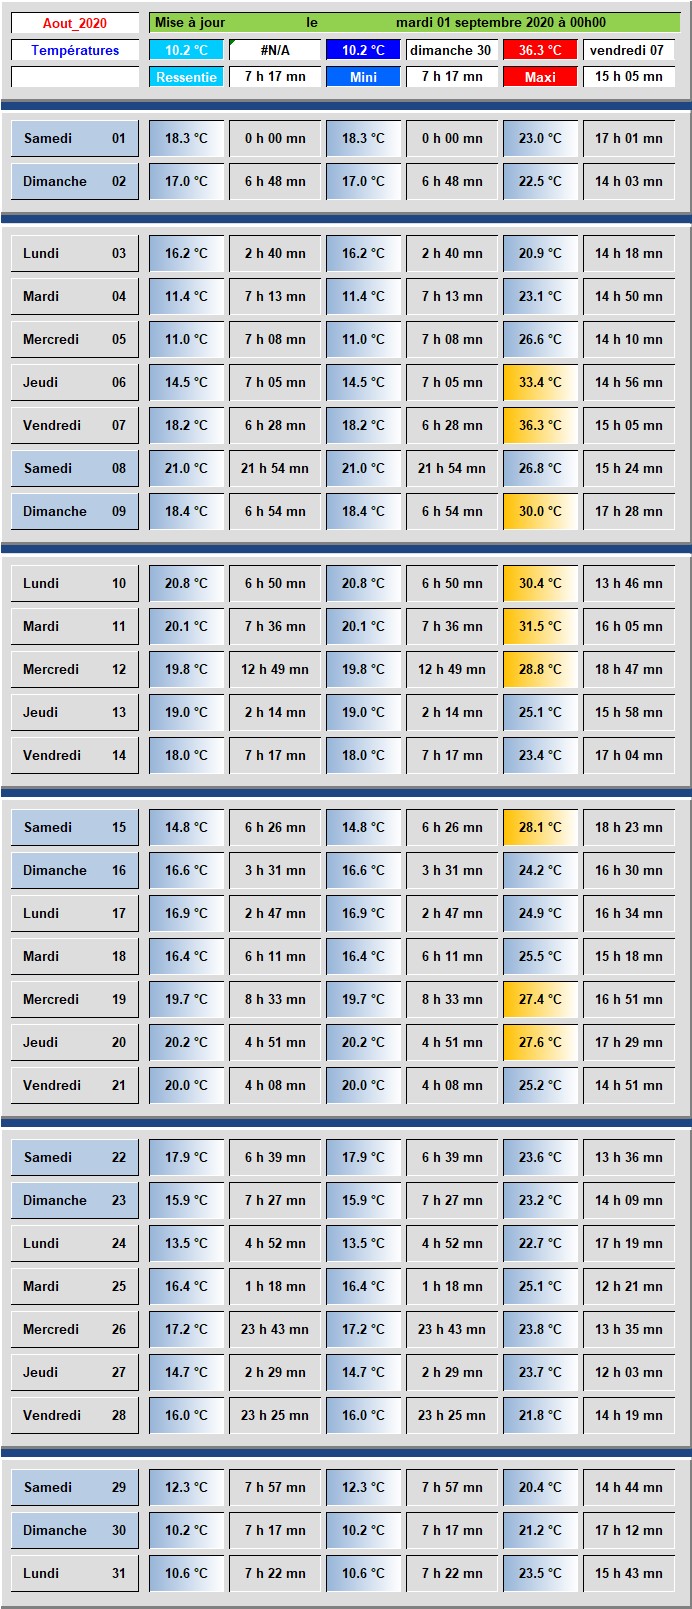 Aout_2020 Mise à jour le mardi 01 septembre 2020 à 00h00
Températures 10.2 °C #N/A 10.2 °C dimanche 30 36.3 °C vendredi 07
Ressentie 7 h 17 mn Mini 7 h 17 mn Maxi 15 h 05 mn
Samedi 01 18.3 °C 0 h 00 mn 18.3 °C 0 h 00 mn 23.0 °C 17 h 01 mn
Dimanche 02 17.0 °C 6 h 48 mn 17.0 °C 6 h 48 mn 22.5 °C 14 h 03 mn
Lundi 03 16.2 °C 2 h 40 mn 16.2 °C 2 h 40 mn 20.9 °C 14 h 18 mn
Mardi 04 11.4 °C 7 h 13 mn 11.4 °C 7 h 13 mn 23.1 °C 14 h 50 mn
Mercredi 05 11.0 °C 7 h 08 mn 11.0 °C 7 h 08 mn 26.6 °C 14 h 10 mn
Jeudi 06 14.5 °C 7 h 05 mn 14.5 °C 7 h 05 mn 33.4 °C 14 h 56 mn
Vendredi 07 18.2 °C 6 h 28 mn 18.2 °C 6 h 28 mn 36.3 °C 15 h 05 mn
Samedi 08 21.0 °C 21 h 54 mn 21.0 °C 21 h 54 mn 26.8 °C 15 h 24 mn
Dimanche 09 18.4 °C 6 h 54 mn 18.4 °C 6 h 54 mn 30.0 °C 17 h 28 mn
Lundi 10 20.8 °C 6 h 50 mn 20.8 °C 6 h 50 mn 30.4 °C 13 h 46 mn
Mardi 11 20.1 °C 7 h 36 mn 20.1 °C 7 h 36 mn 31.5 °C 16 h 05 mn
Mercredi 12 19.8 °C 12 h 49 mn 19.8 °C 12 h 49 mn 28.8 °C 18 h 47 mn
Jeudi 13 19.0 °C 2 h 14 mn 19.0 °C 2 h 14 mn 25.1 °C 15 h 58 mn
Vendredi 14 18.0 °C 7 h 17 mn 18.0 °C 7 h 17 mn 23.4 °C 17 h 04 mn
Samedi 15 14.8 °C 6 h 26 mn 14.8 °C 6 h 26 mn 28.1 °C 18 h 23 mn
Dimanche 16 16.6 °C 3 h 31 mn 16.6 °C 3 h 31 mn 24.2 °C 16 h 30 mn
Lundi 17 16.9 °C 2 h 47 mn 16.9 °C 2 h 47 mn 24.9 °C 16 h 34 mn
Mardi 18 16.4 °C 6 h 11 mn 16.4 °C 6 h 11 mn 25.5 °C 15 h 18 mn
Mercredi 19 19.7 °C 8 h 33 mn 19.7 °C 8 h 33 mn 27.4 °C 16 h 51 mn
Jeudi 20 20.2 °C 4 h 51 mn 20.2 °C 4 h 51 mn 27.6 °C 17 h 29 mn
Vendredi 21 20.0 °C 4 h 08 mn 20.0 °C 4 h 08 mn 25.2 °C 14 h 51 mn
Samedi 22 17.9 °C 6 h 39 mn 17.9 °C 6 h 39 mn 23.6 °C 13 h 36 mn
Dimanche 23 15.9 °C 7 h 27 mn 15.9 °C 7 h 27 mn 23.2 °C 14 h 09 mn
Lundi 24 13.5 °C 4 h 52 mn 13.5 °C 4 h 52 mn 22.7 °C 17 h 19 mn
Mardi 25 16.4 °C 1 h 18 mn 16.4 °C 1 h 18 mn 25.1 °C 12 h 21 mn
Mercredi 26 17.2 °C 23 h 43 mn 17.2 °C 23 h 43 mn 23.8 °C 13 h 35 mn
Jeudi 27 14.7 °C 2 h 29 mn 14.7 °C 2 h 29 mn 23.7 °C 12 h 03 mn
Vendredi 28 16.0 °C 23 h 25 mn 16.0 °C 23 h 25 mn 21.8 °C 14 h 19 mn
Samedi 29 12.3 °C 7 h 57 mn 12.3 °C 7 h 57 mn 20.4 °C 14 h 44 mn
Dimanche 30 10.2 °C 7 h 17 mn 10.2 °C 7 h 17 mn 21.2 °C 17 h 12 mn
Lundi 31 10.6 °C 7 h 22 mn 10.6 °C 7 h 22 mn 23.5 °C 15 h 43 mn